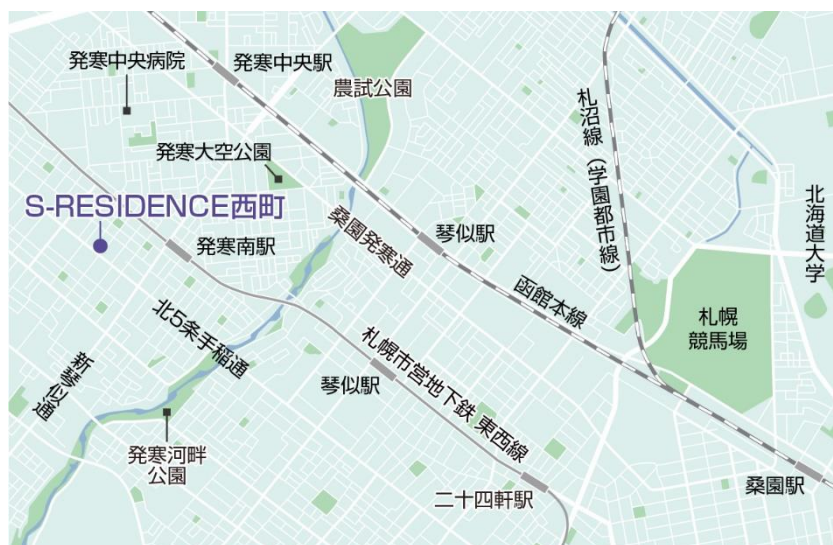 発寒中央病院
発寒中央駅
農試公園
発寒大空公園
札沼線(学園都市線)
北海道大学
S-RESIDENCE西町
発寒南駅
桑園発寒通
琴似駅
函館本線
札幌
競馬場
北5条手稲通
新琴似通
琴似駅
札幌市営地下鉄 東西線
発寒河畔
公園
二十四軒駅
桑園駅